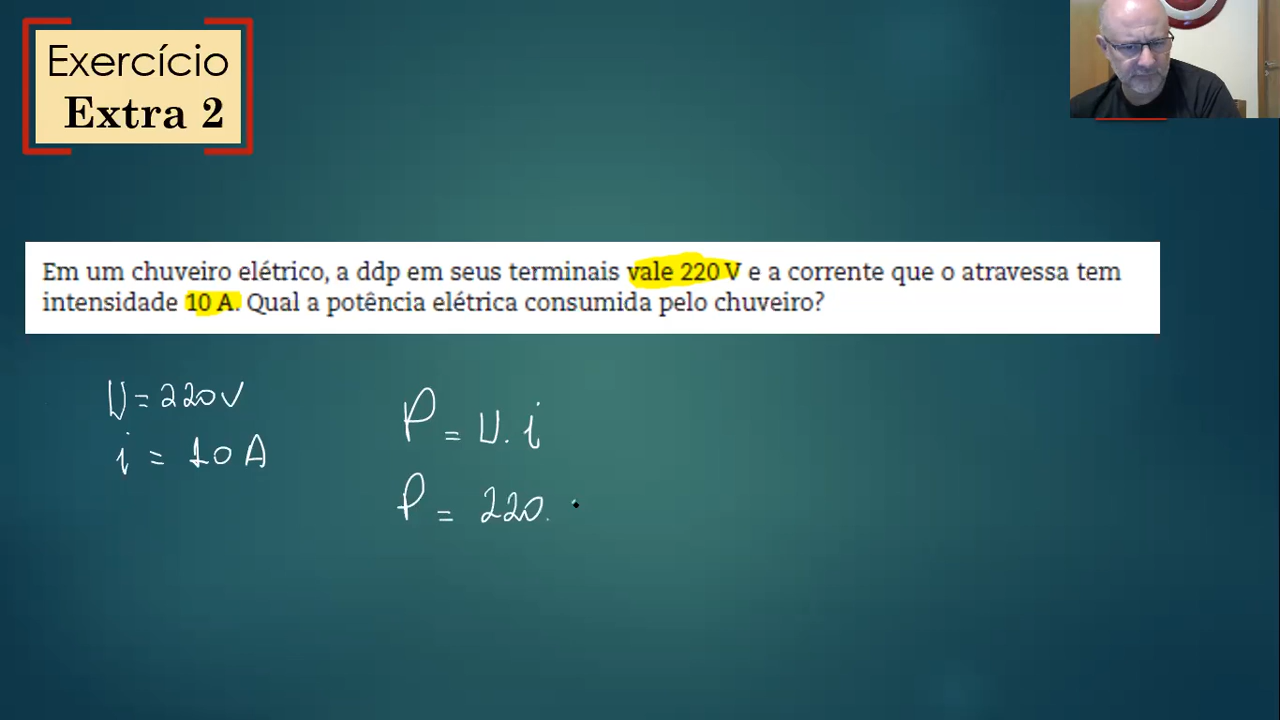 Exercício
Extra 2
Em um chuveiro elétrico, a ddp em seus terminais vale 220 V e a corrente que o atravessa tem
intensidade 10 A. Qual a potência elétrica consumida pelo chuveiro?
U = 220V
i = 10 A
P = U. i
P = 220.